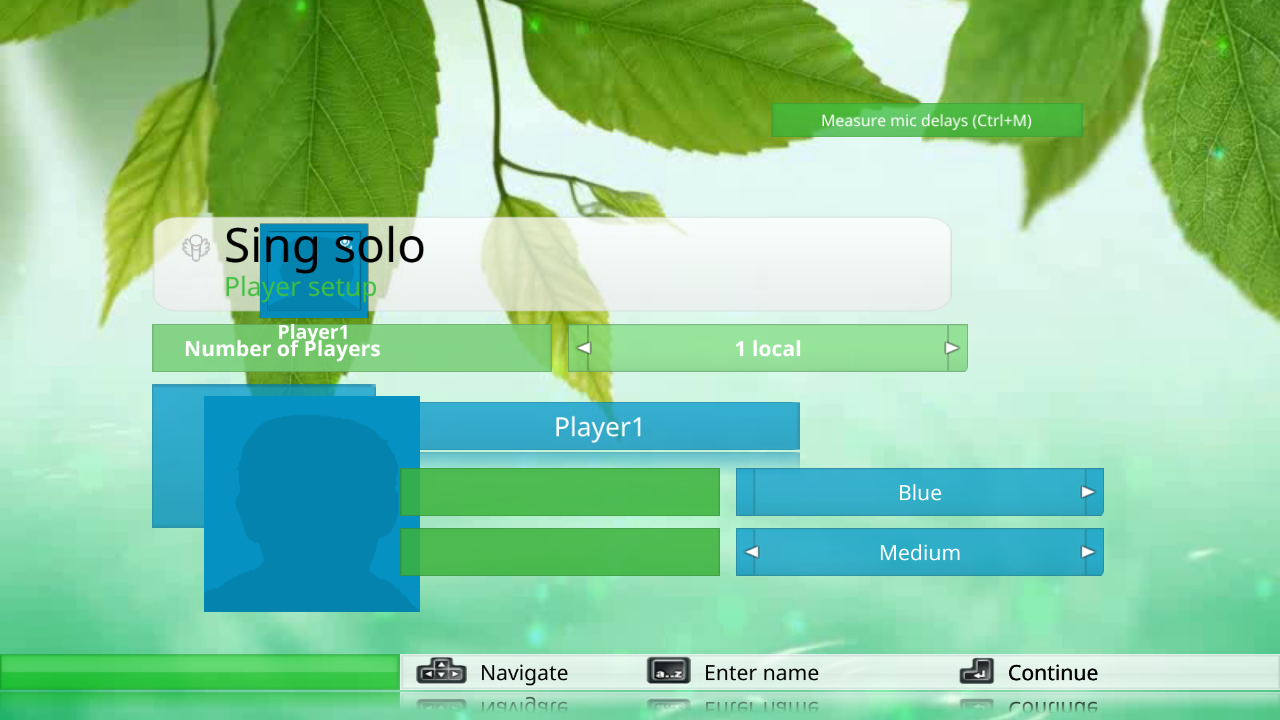 Measure mic delays (Ctrl+M)
Sing solo
Player setup
Player1
Number of Players
1 local
Player1
Blue
Medium
a..z
Navigate
Enter name
Continue